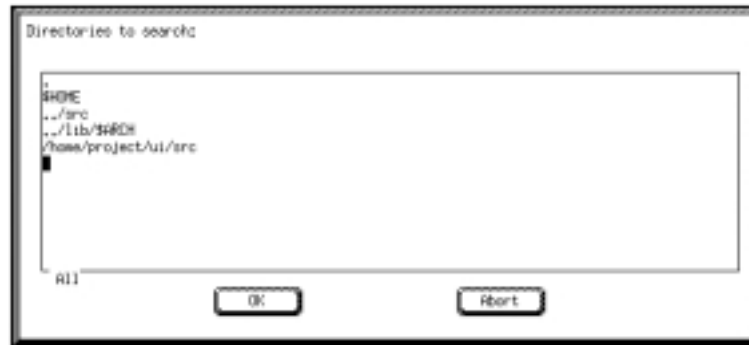 Directories to search:
.
$HOME
../src
../lib/$ARCH
/home/project/ui/src
All
OK
Abort